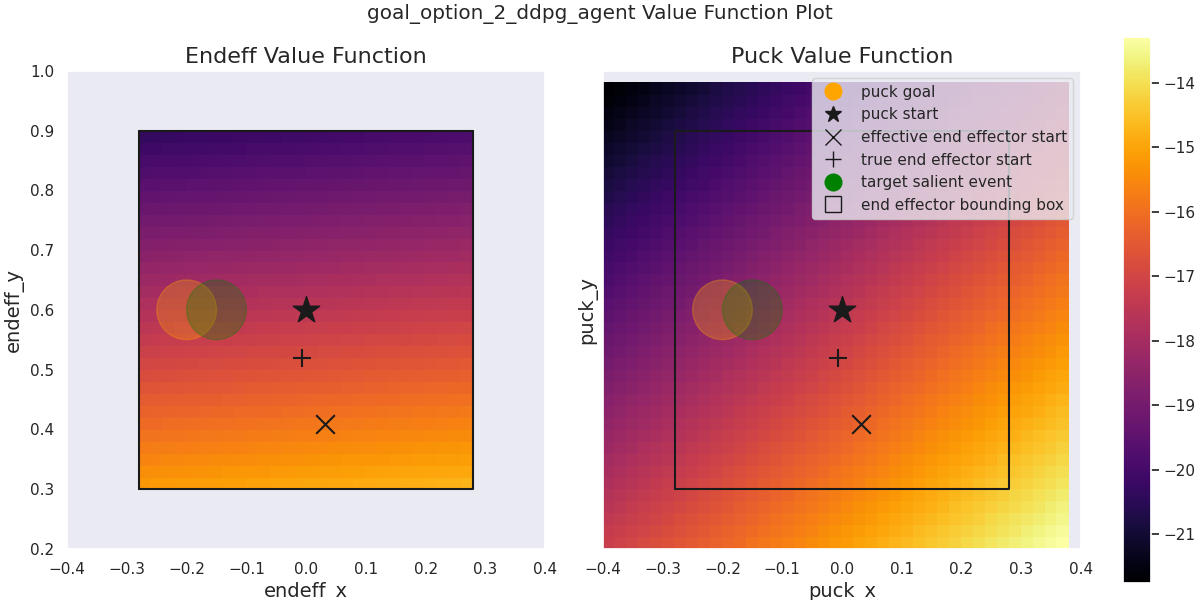 goal_option_2_ddpg_agent Value Function Plot
Endeff Value Function
endeff_y
1.0
0.9
0.8
0.7
0.6
0.5
0.4
0.3
0.2
−0.4 −0.3 −0.2 −0.1 0.0 0.1 0.2 0.3 0.4
endeff_x
Puck Value Function
puck_y
puck goal
puck start
effective end effector start
true end effector start
target salient event
end effector bounding box
−0.4 −0.3 −0.2 −0.1 0.0 0.1 0.2 0.3 0.4
puck_x
−14
−15
−16
−17
−18
−19
−20
−21